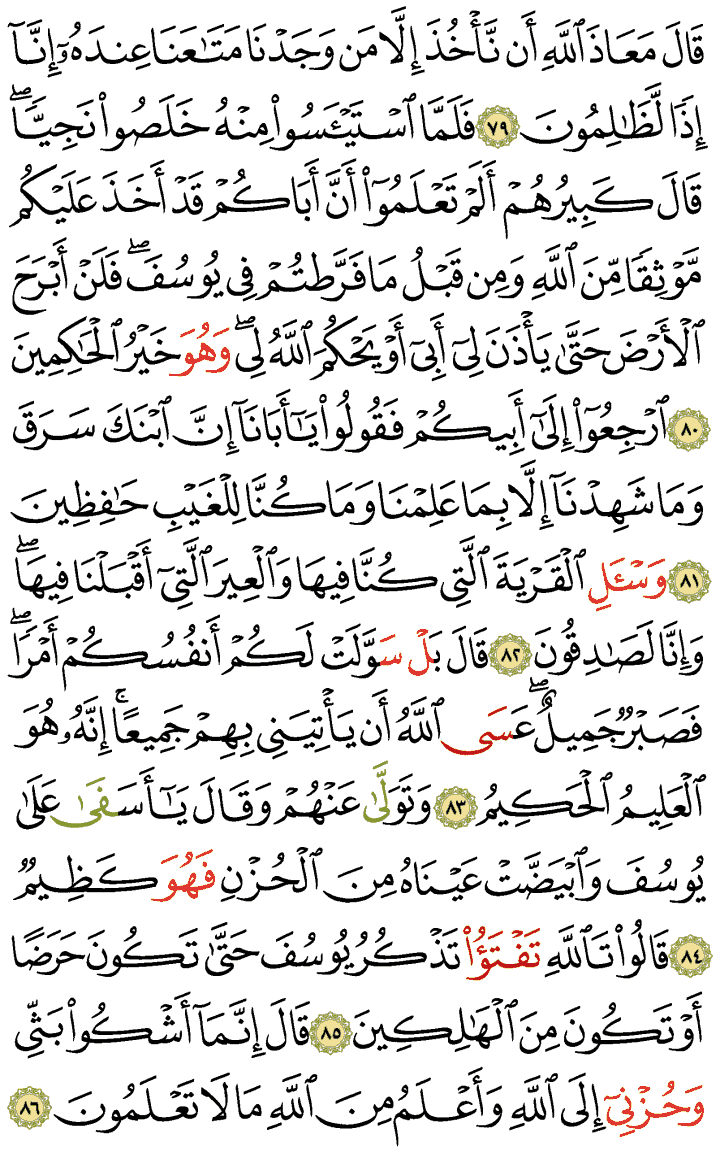 قَالَ مَعَاذَ ٱللَّهِ أَن نَّأۡخُذَ إِلَّا مَن وَجَدۡنَا مَتَٰعَنَا عِندَهُۥٓ إِنَّآ
إِذٗا لَّظَٰلِمُونَ ٧٩ فَلَمَّا ٱسۡتَيۡـَٔسُواْ مِنۡهُ خَلَصُواْ نَجِيّٗاۖ
قَالَ كَبِيرُهُمۡ أَلَمۡ تَعۡلَمُوٓاْ أَنَّ أَبَاكُمۡ قَدۡ أَخَذَ عَلَيۡكُم
مَّوۡثِقٗا مِّنَ ٱللَّهِ وَمِن قَبۡلُ مَا فَرَّطتُمۡ فِي يُوسُفَۖ فَلَنۡ أَبۡرَحَ
ٱلۡأَرۡضَ حَتَّىٰ يَأۡذَنَ لِيٓ أَبِيٓ أَوۡ يَحۡكُمَ ٱللَّهُ لِيۖ وَهُوَ خَيۡرُ ٱلۡحَٰكِمِينَ
٨٠ ٱرۡجِعُوٓاْ إِلَىٰٓ أَبِيكُمۡ فَقُولُواْ يَٰٓأَبَانَآ إِنَّ ٱبۡنَكَ سَرَقَ
وَمَا شَهِدۡنَآ إِلَّا بِمَا عَلِمۡنَا وَمَا كُنَّا لِلۡغَيۡبِ حَٰفِظِينَ
٨١ وَسۡـَٔلِ ٱلۡقَرۡيَةَ ٱلَّتِي كُنَّا فِيهَا وَٱلۡعِيرَ ٱلَّتِيٓ أَقۡبَلۡنَا فِيهَاۖ
وَإِنَّا لَصَٰدِقُونَ ٨٢ قَالَ بَلۡ سَوَّلَتۡ لَكُمۡ أَنفُسُكُمۡ أَمۡرٗاۖ
فَصَبۡرٞ جَمِيلٌۖ عَسَى ٱللَّهُ أَن يَأۡتِيَنِي بِهِمۡ جَمِيعًاۚ إِنَّهُۥ هُوَ
ٱلۡعَلِيمُ ٱلۡحَكِيمُ ٨٣ وَتَوَلَّىٰ عَنۡهُمۡ وَقَالَ يَٰٓأَسَفَىٰ عَلَىٰ
يُوسُفَ وَٱبۡيَضَّتۡ عَيۡنَاهُ مِنَ ٱلۡحُزۡنِ فَهُوَ كَظِيمٞ
٨٤ قَالُواْ تَٱللَّهِ تَفۡتَؤُاْ تَذۡكُرُ يُوسُفَ حَتَّىٰ تَكُونَ حَرَضًا
أَوۡ تَكُونَ مِنَ ٱلۡهَٰلِكِينَ ٨٥ قَالَ إِنَّمَآ أَشۡكُواْ بَثِّي
وَحُزۡنِيٓ إِلَى ٱللَّهِ وَأَعۡلَمُ مِنَ ٱللَّهِ مَا لَا تَعۡلَمُونَ ٨٦